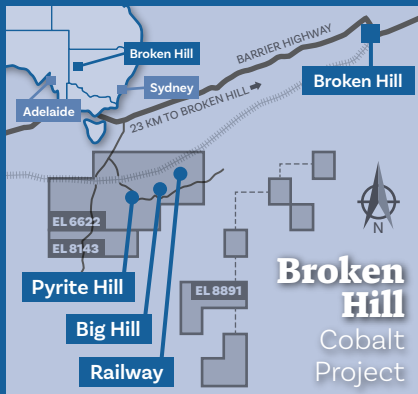 Broken Hill
Sydney
Adelaide
BARRIER HIGHWAY
Broken Hill
23 KM TO BROKEN HILL
EL 6622
EL 8143
EL 8891
N
Pyrite Hill
Big Hill
Railway
Broken
Hill
Cobalt
Project